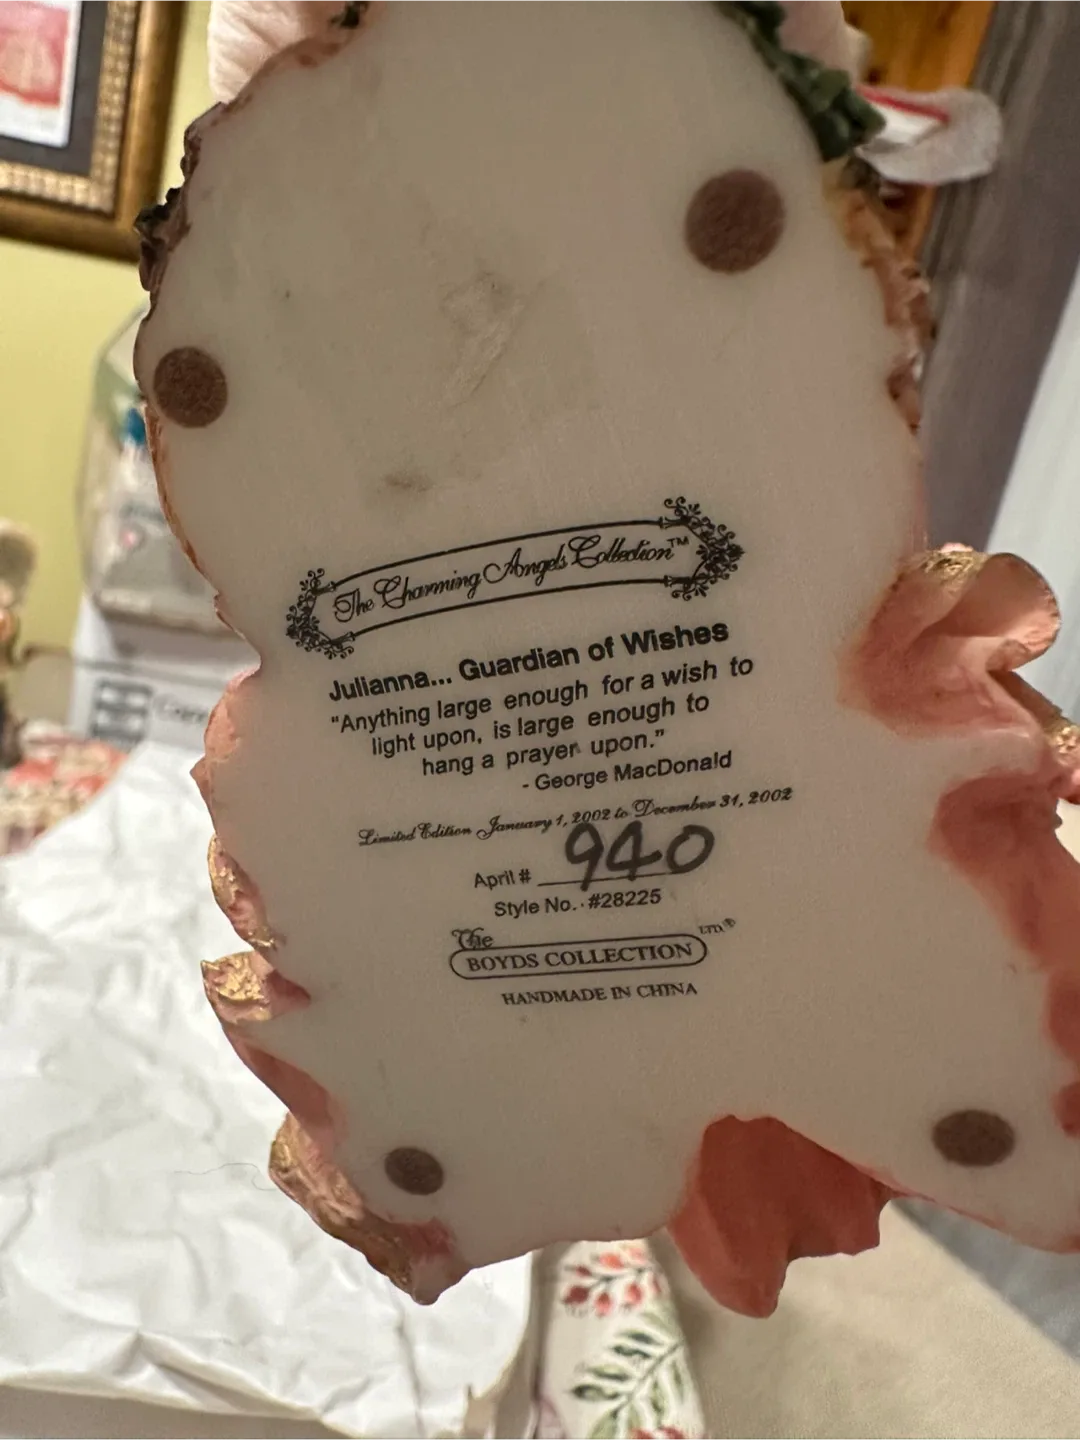 The Charming Angels Collection™
Julianna... Guardian of Wishes
"Anything large enough for a wish to
light upon, is large enough to
hang a prayer upon."
- George MacDonald
Limited Edition January 1, 2002 to December 31, 2002
April # 940
Style No. #28225
The
BOYDS COLLECTION LTD.®
HANDMADE IN CHINA